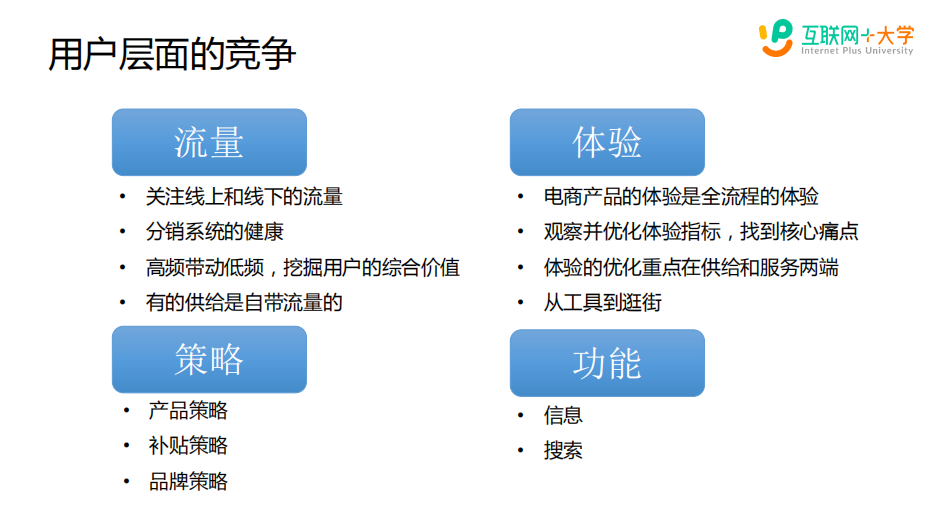 用户层面的竞争
互联网+大学
Internet Plus University
流量
• 关注线上和线下的流量
• 分销系统的健康
• 高频带动低频，挖掘用户的综合价值
• 有的供给是自带流量的
体验
• 电商产品的体验是全流程的体验
• 观察并优化体验指标，找到核心痛点
• 体验的优化重点在供给和服务两端
• 从工具到逛街
策略
• 产品策略
• 补贴策略
• 品牌策略
功能
• 信息
• 搜索